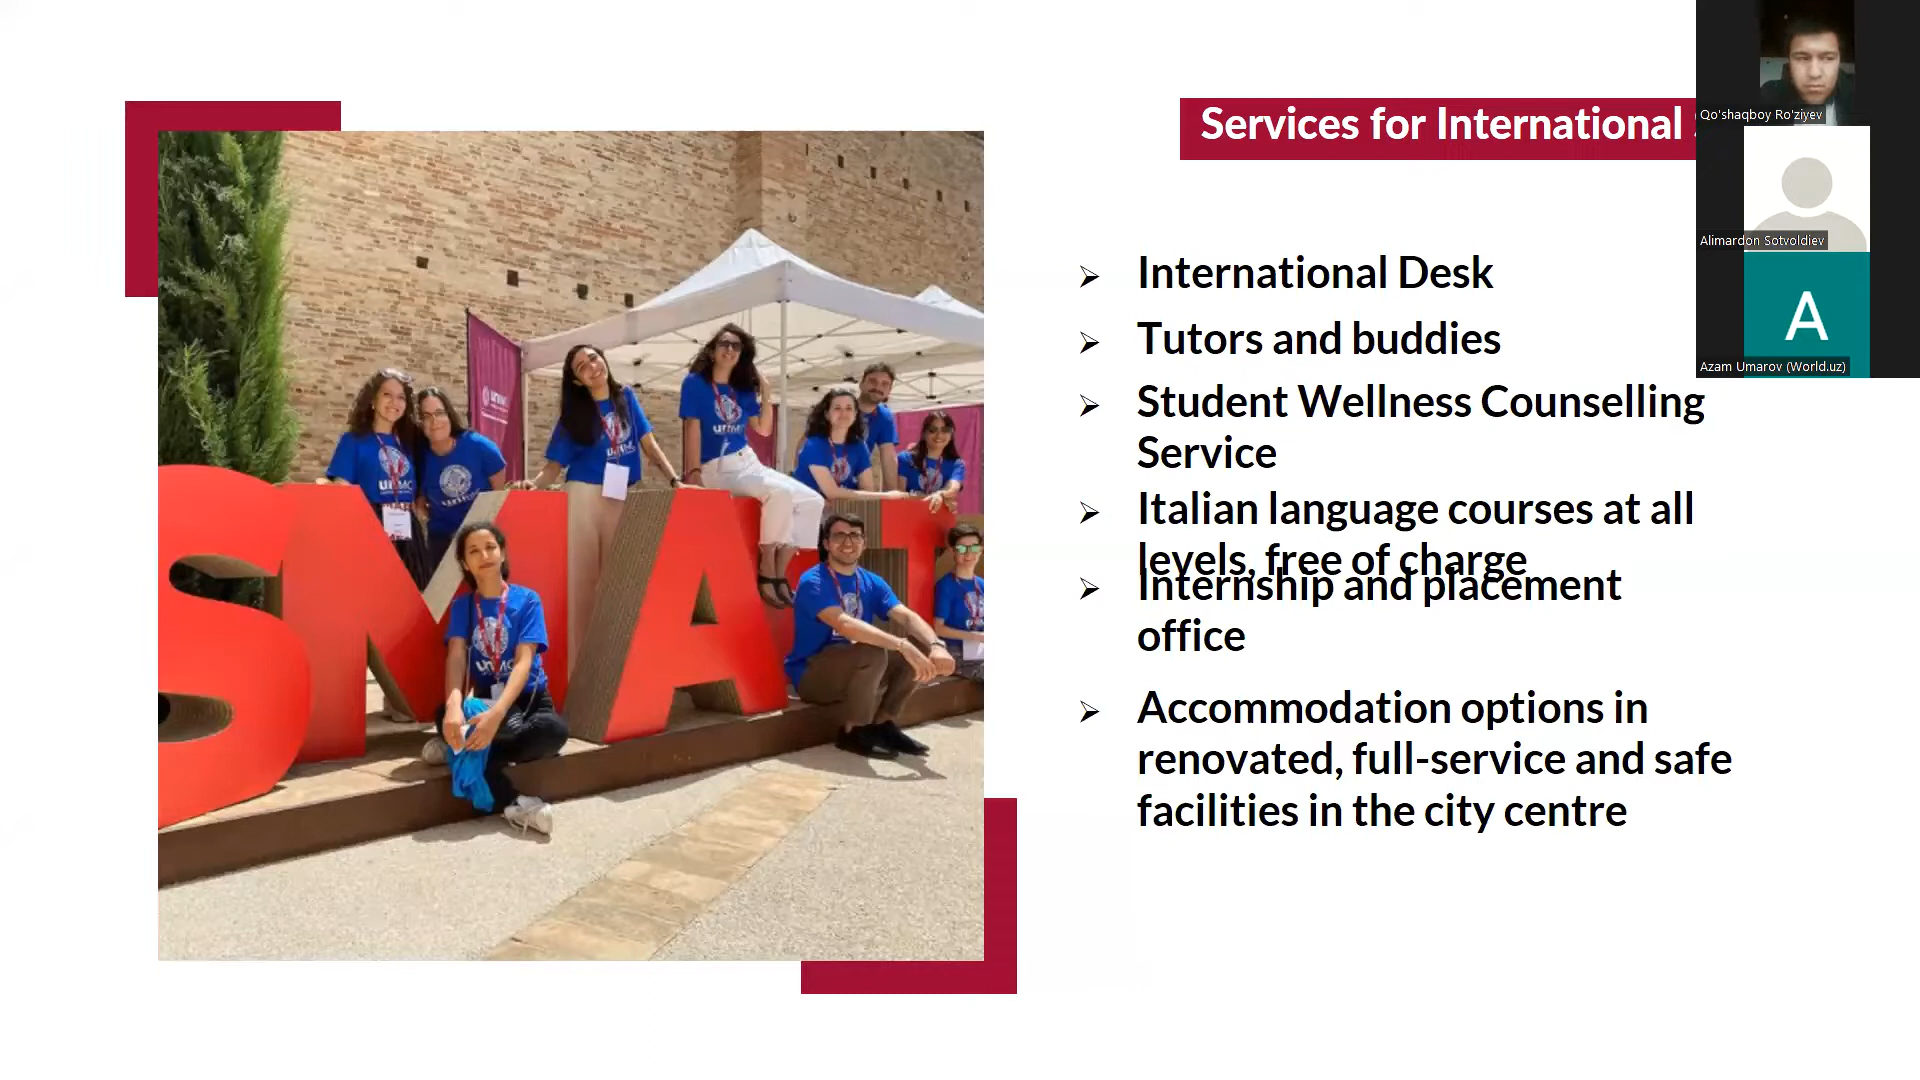 Services for International
Qo'shaqboy Ro'ziyev
Alimardon Sotvoldiev
A
Azam Umarov (World.uz)
International Desk
Tutors and buddies
Student Wellness Counselling
Service
Italian language courses at all
levels, free of charge
Internship and placement
office
Accommodation options in
renovated, full-service and safe
facilities in the city centre
SMART